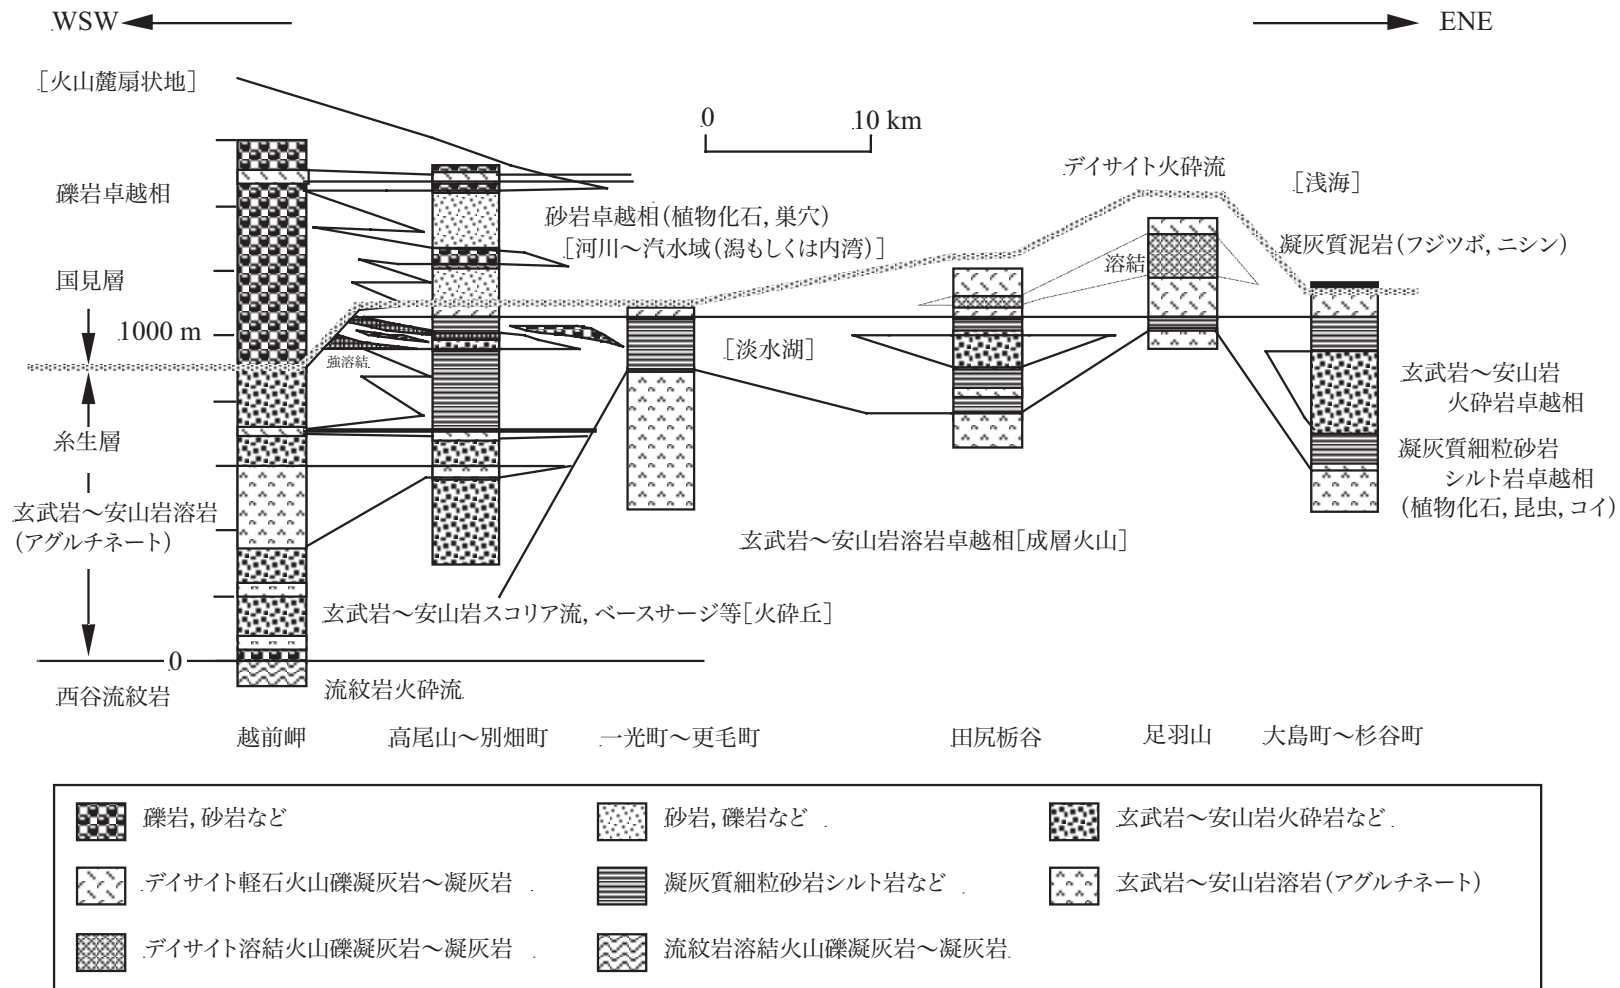 WSW
ENE
[火山麓扇状地]
0
10 km
デイサイト火砕流
[浅海]
礫岩卓越相
砂岩卓越相(植物化石, 巣穴)
[河川～汽水域(潟もしくは内湾)]
凝灰質泥岩(フジツボ, ニシン)
溶結
国見層
1000 m
強溶結
[淡水湖]
玄武岩～安山岩
火砕岩卓越相
糸生層
凝灰質細粒砂岩
シルト岩卓越相
(植物化石, 昆虫, コイ)
玄武岩～安山岩溶岩
(アグルチネート)
玄武岩～安山岩溶岩卓越相[成層火山]
玄武岩～安山岩スコリア流, ベースサージ等[火砕丘]
0
西谷流紋岩
流紋岩火砕流
越前岬
高尾山～別畑町
一光町～更毛町
田尻栃谷
足羽山
大島町～杉谷町
礫岩, 砂岩など
砂岩, 礫岩など
玄武岩～安山岩火砕岩など
デイサイト軽石火山礫凝灰岩～凝灰岩
凝灰質細粒砂岩シルト岩など
玄武岩～安山岩溶岩(アグルチネート)
デイサイト溶結火山礫凝灰岩～凝灰岩
流紋岩溶結火山礫凝灰岩～凝灰岩